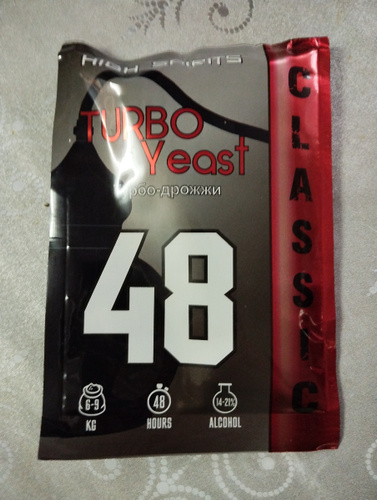 HIGH SPIRITS
TURBO
Yeast
рбо-дрожжи
48
CLASSIC
6-9
KG
48
HOURS
14-21%
ALCOHOL